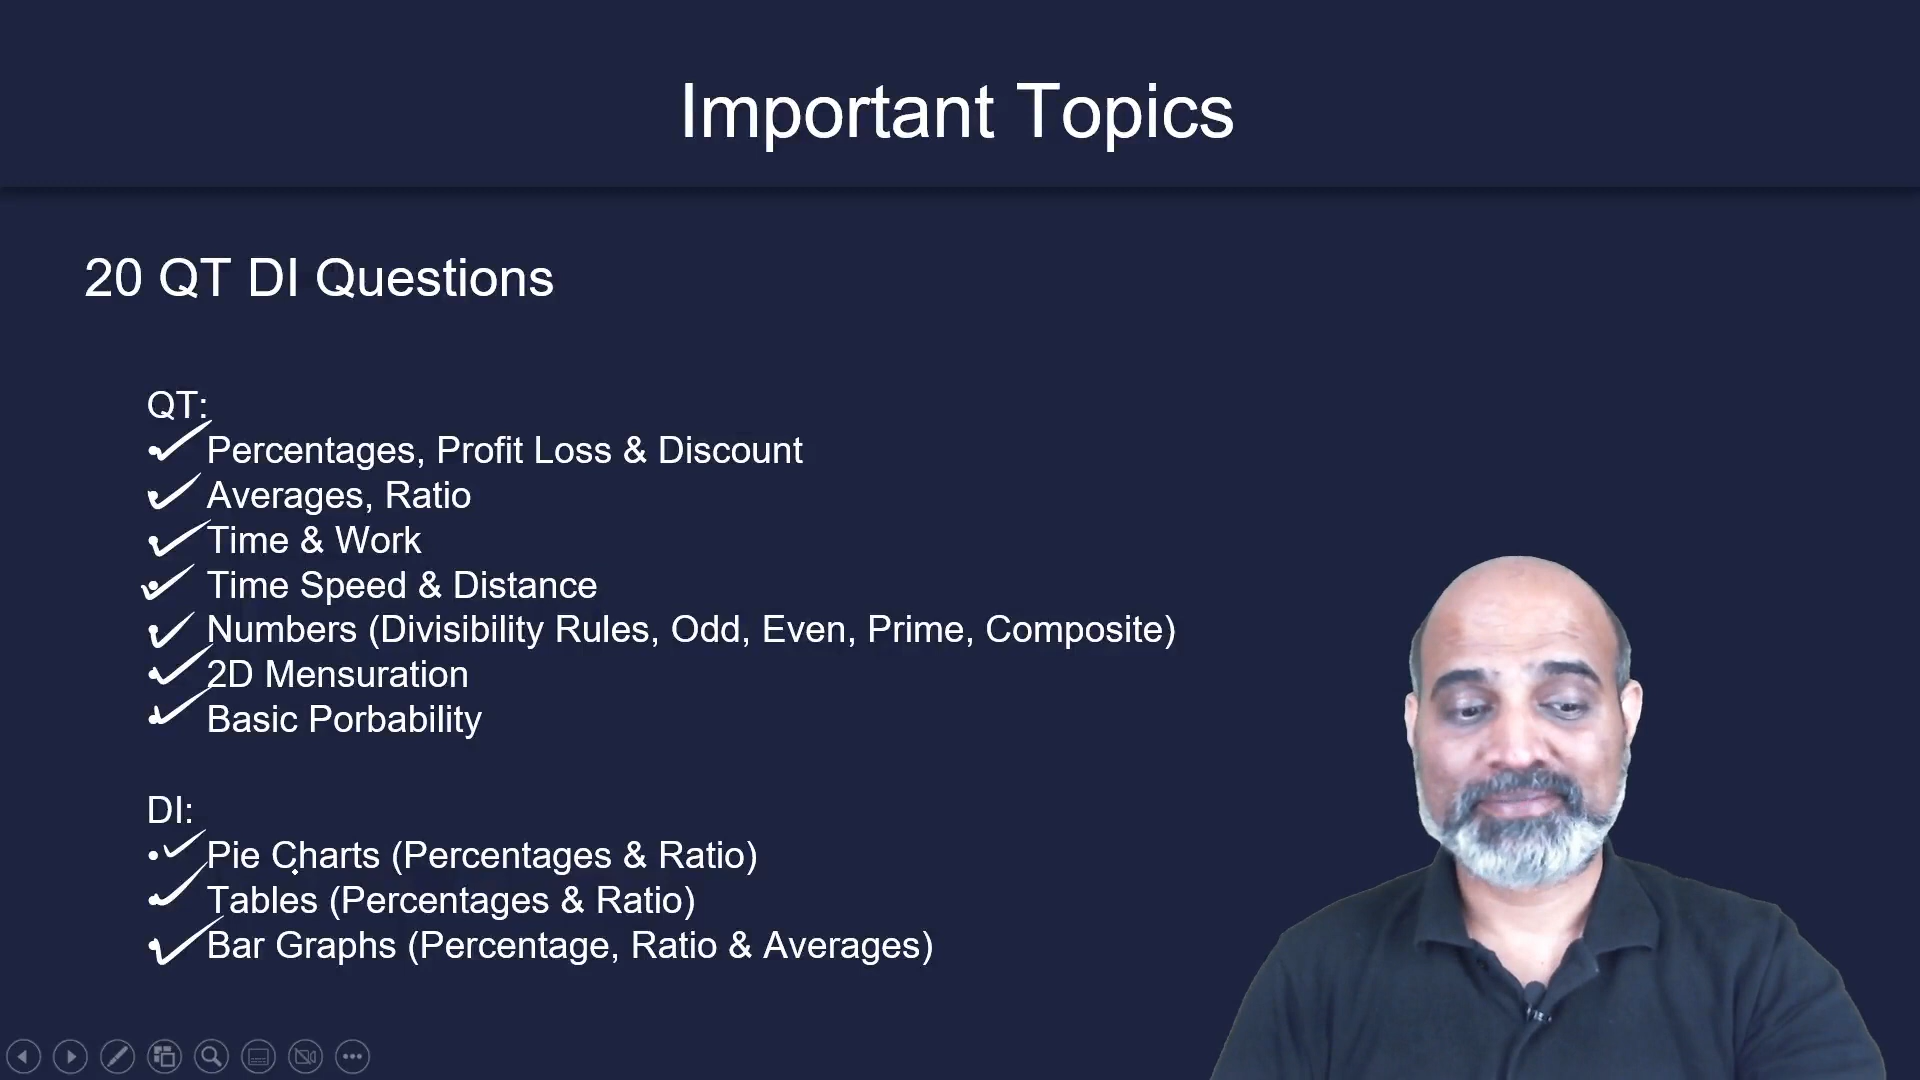 Important Topics
20 QT DI Questions
QT:
Percentages, Profit Loss & Discount
Averages, Ratio
Time & Work
Time Speed & Distance
Numbers (Divisibility Rules, Odd, Even, Prime, Composite)
2D Mensuration
Basic Porbability
DI:
Pie Charts (Percentages & Ratio)
Tables (Percentages & Ratio)
Bar Graphs (Percentage, Ratio & Averages)